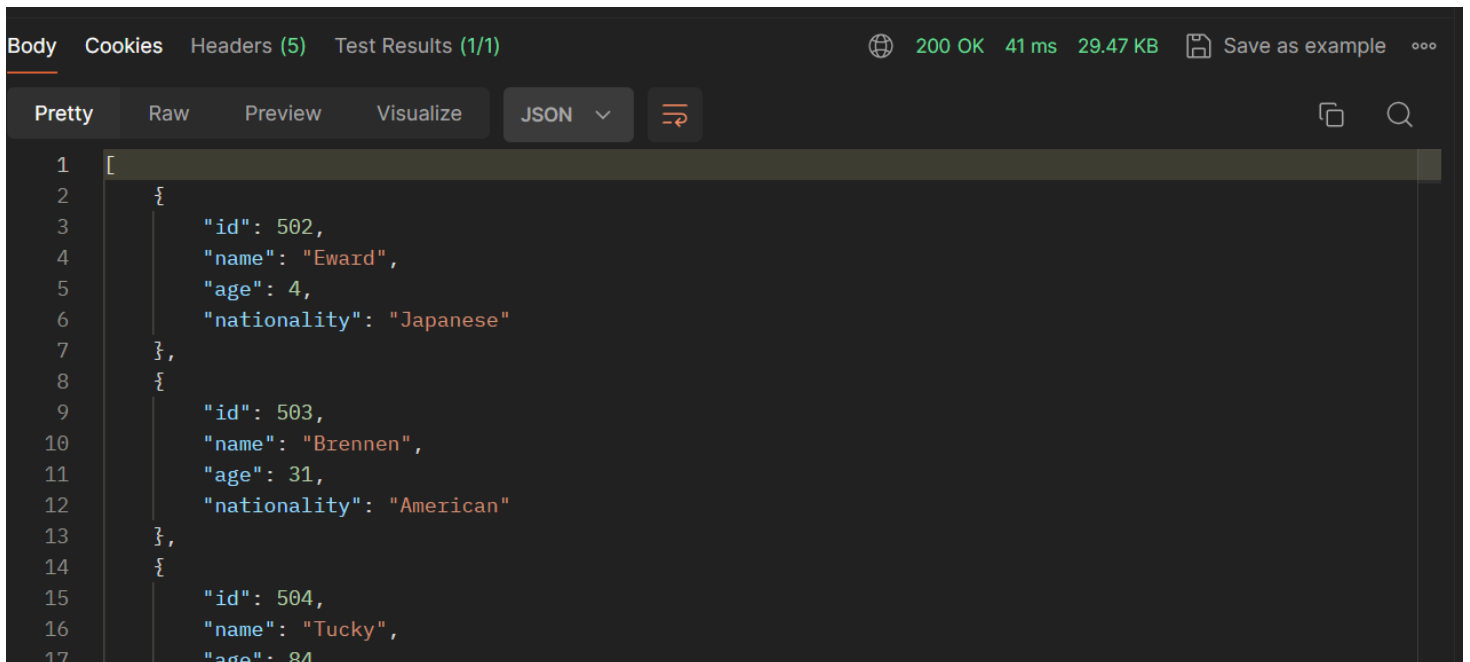 Body Cookies Headers (5) Test Results (1/1) 200 OK 41 ms 29.47 KB Save as example
Pretty Raw Preview Visualize JSON
1 [
2 {
3 "id": 502,
4 "name": "Eward",
5 "age": 4,
6 "nationality": "Japanese"
7 },
8 {
9 "id": 503,
10 "name": "Brennen",
11 "age": 31,
12 "nationality": "American"
13 },
14 {
15 "id": 504,
16 "name": "Tucky",
17 "age": 84